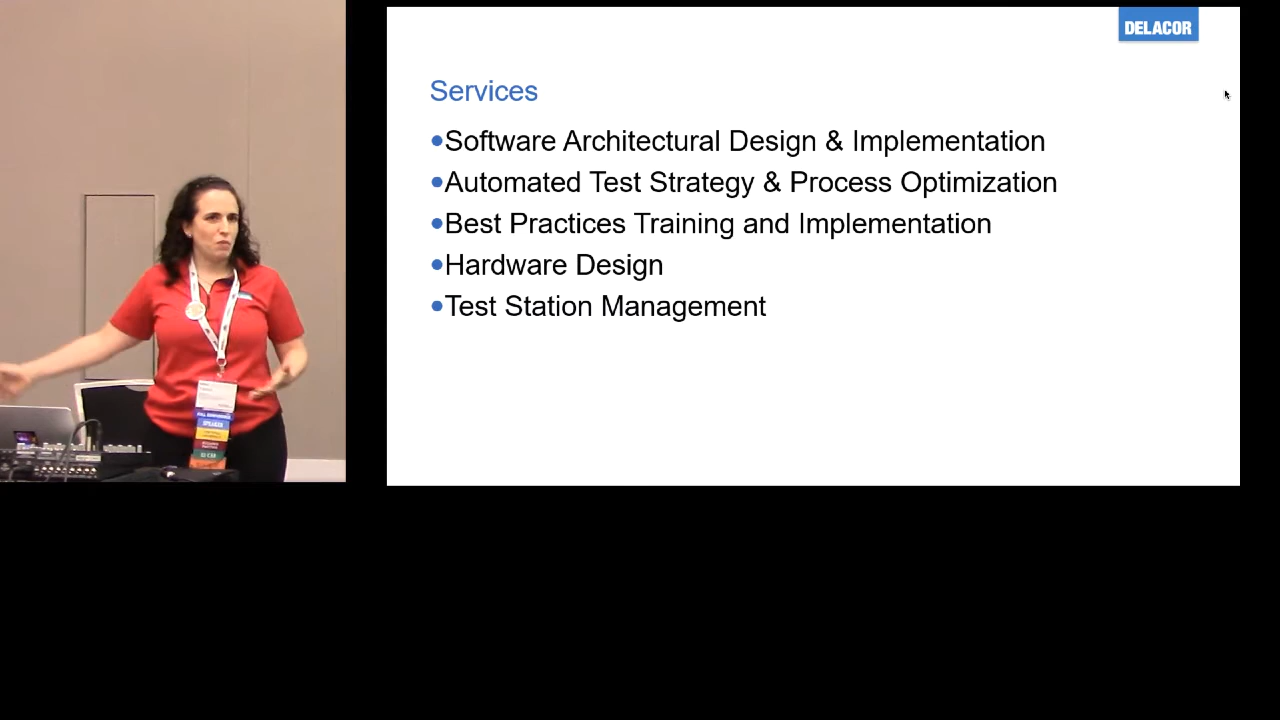 DELACOR
Services
•Software Architectural Design & Implementation
•Automated Test Strategy & Process Optimization
•Best Practices Training and Implementation
•Hardware Design
•Test Station Management
SPEAKER